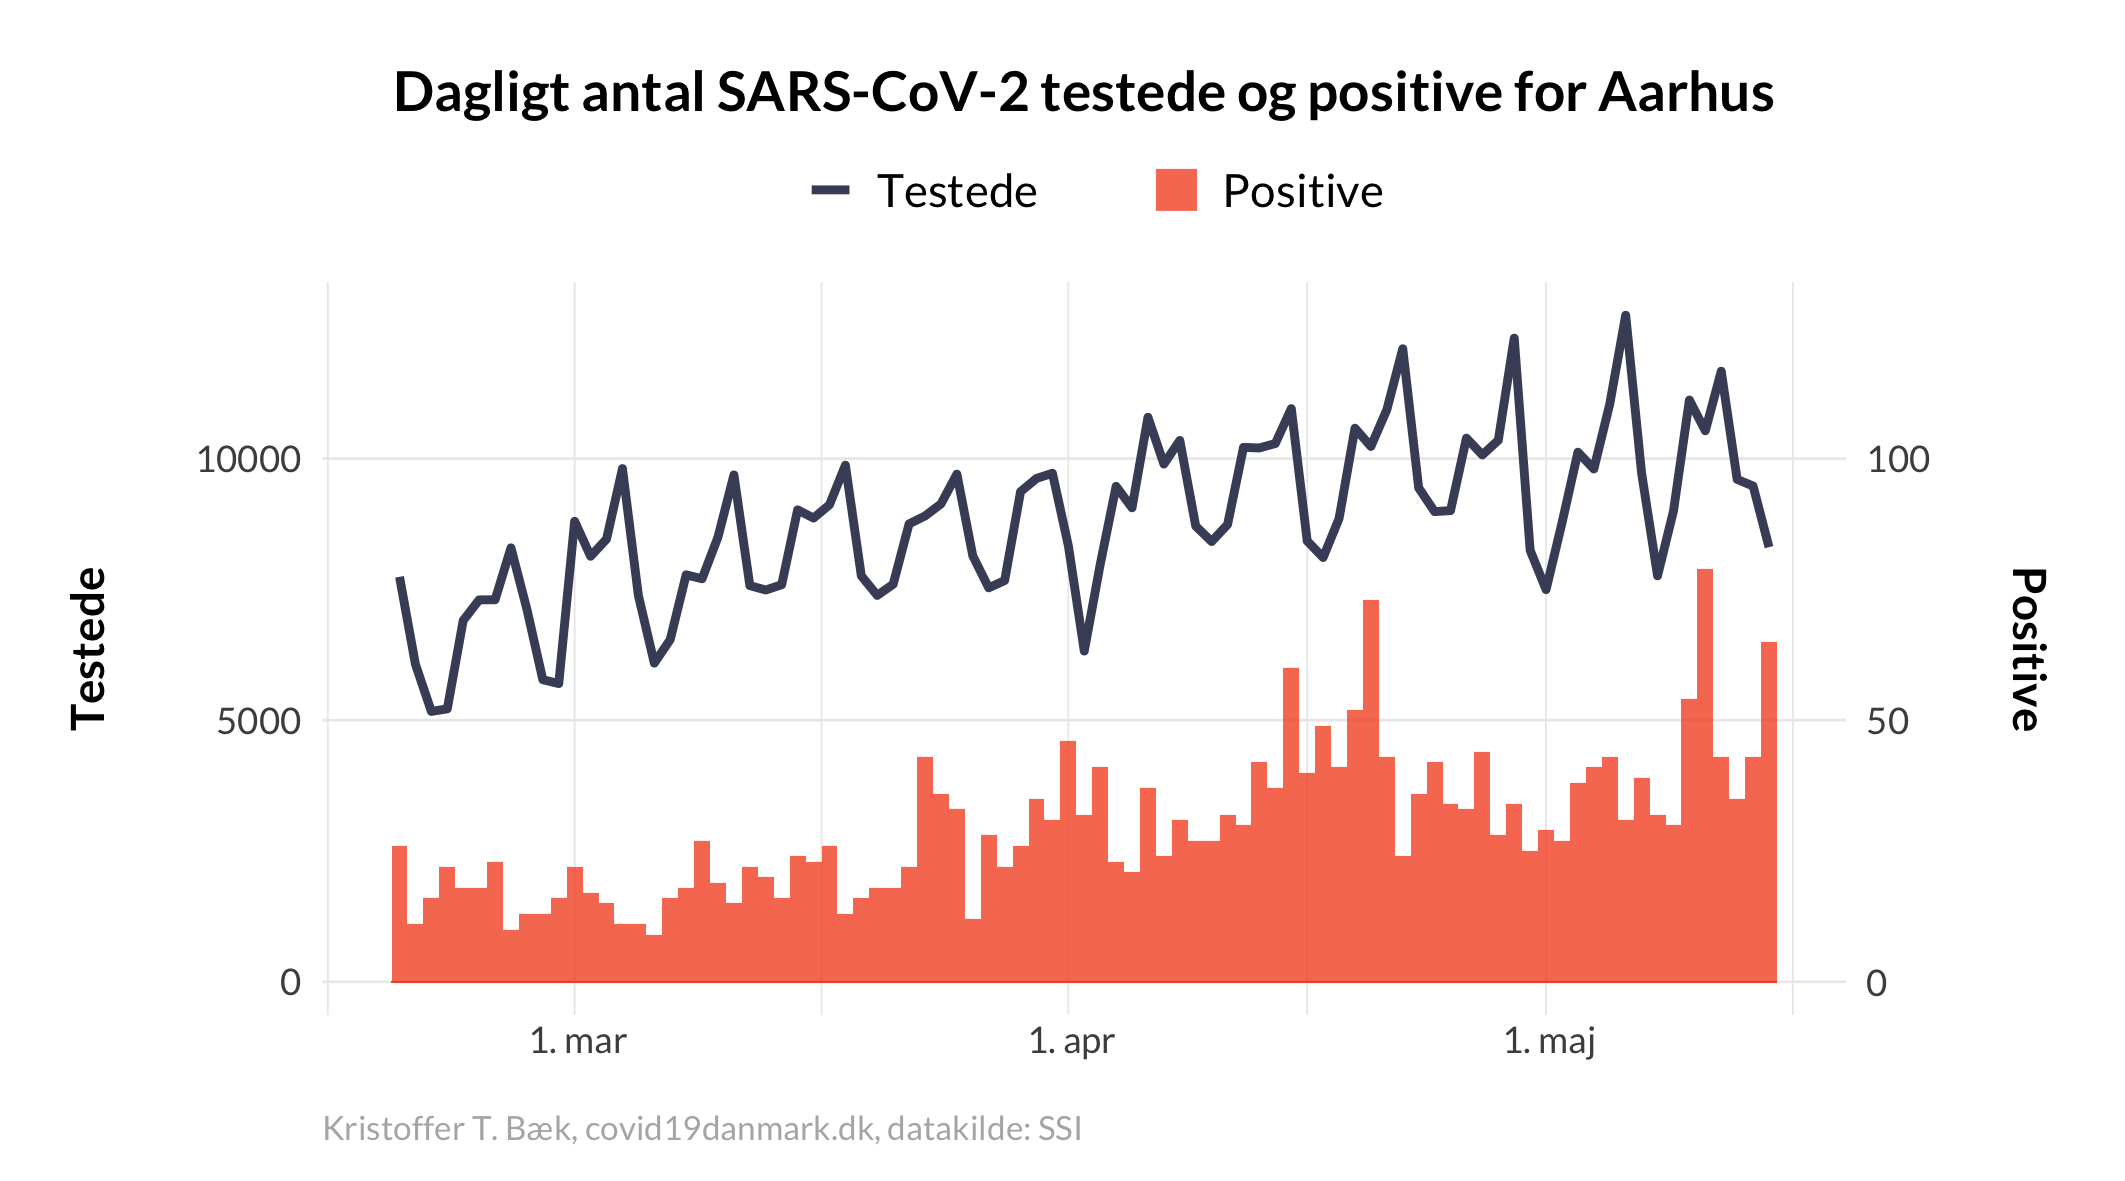 Dagligt antal SARS-CoV-2 testede og positive for Aarhus
Testede
Positive
10000
5000
0
Testede
100
50
0
Positive
1. mar
1. apr
1. maj
Kristoffer T. Bæk, covid19danmark.dk, datakilde: SSI